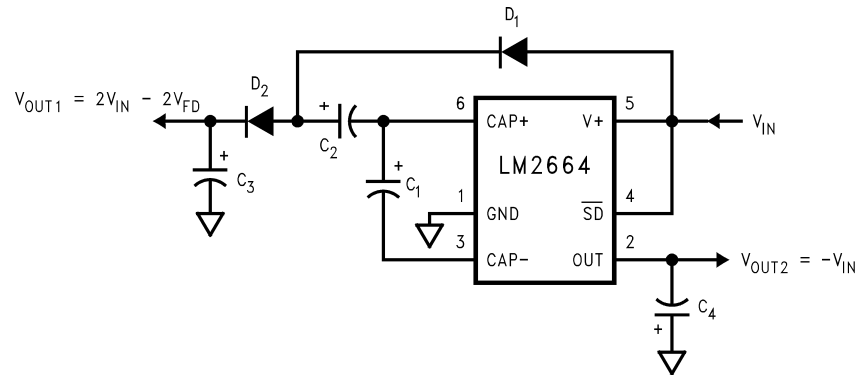 D1
VOUT1 = 2VIN - 2VFD
D2
+
C2
6
CAP+
V+
5
VIN
+
C3
+
C1
LM2664
1
GND
S̅D̅
4
3
CAP-
OUT
2
VOUT2 = -VIN
C4
+